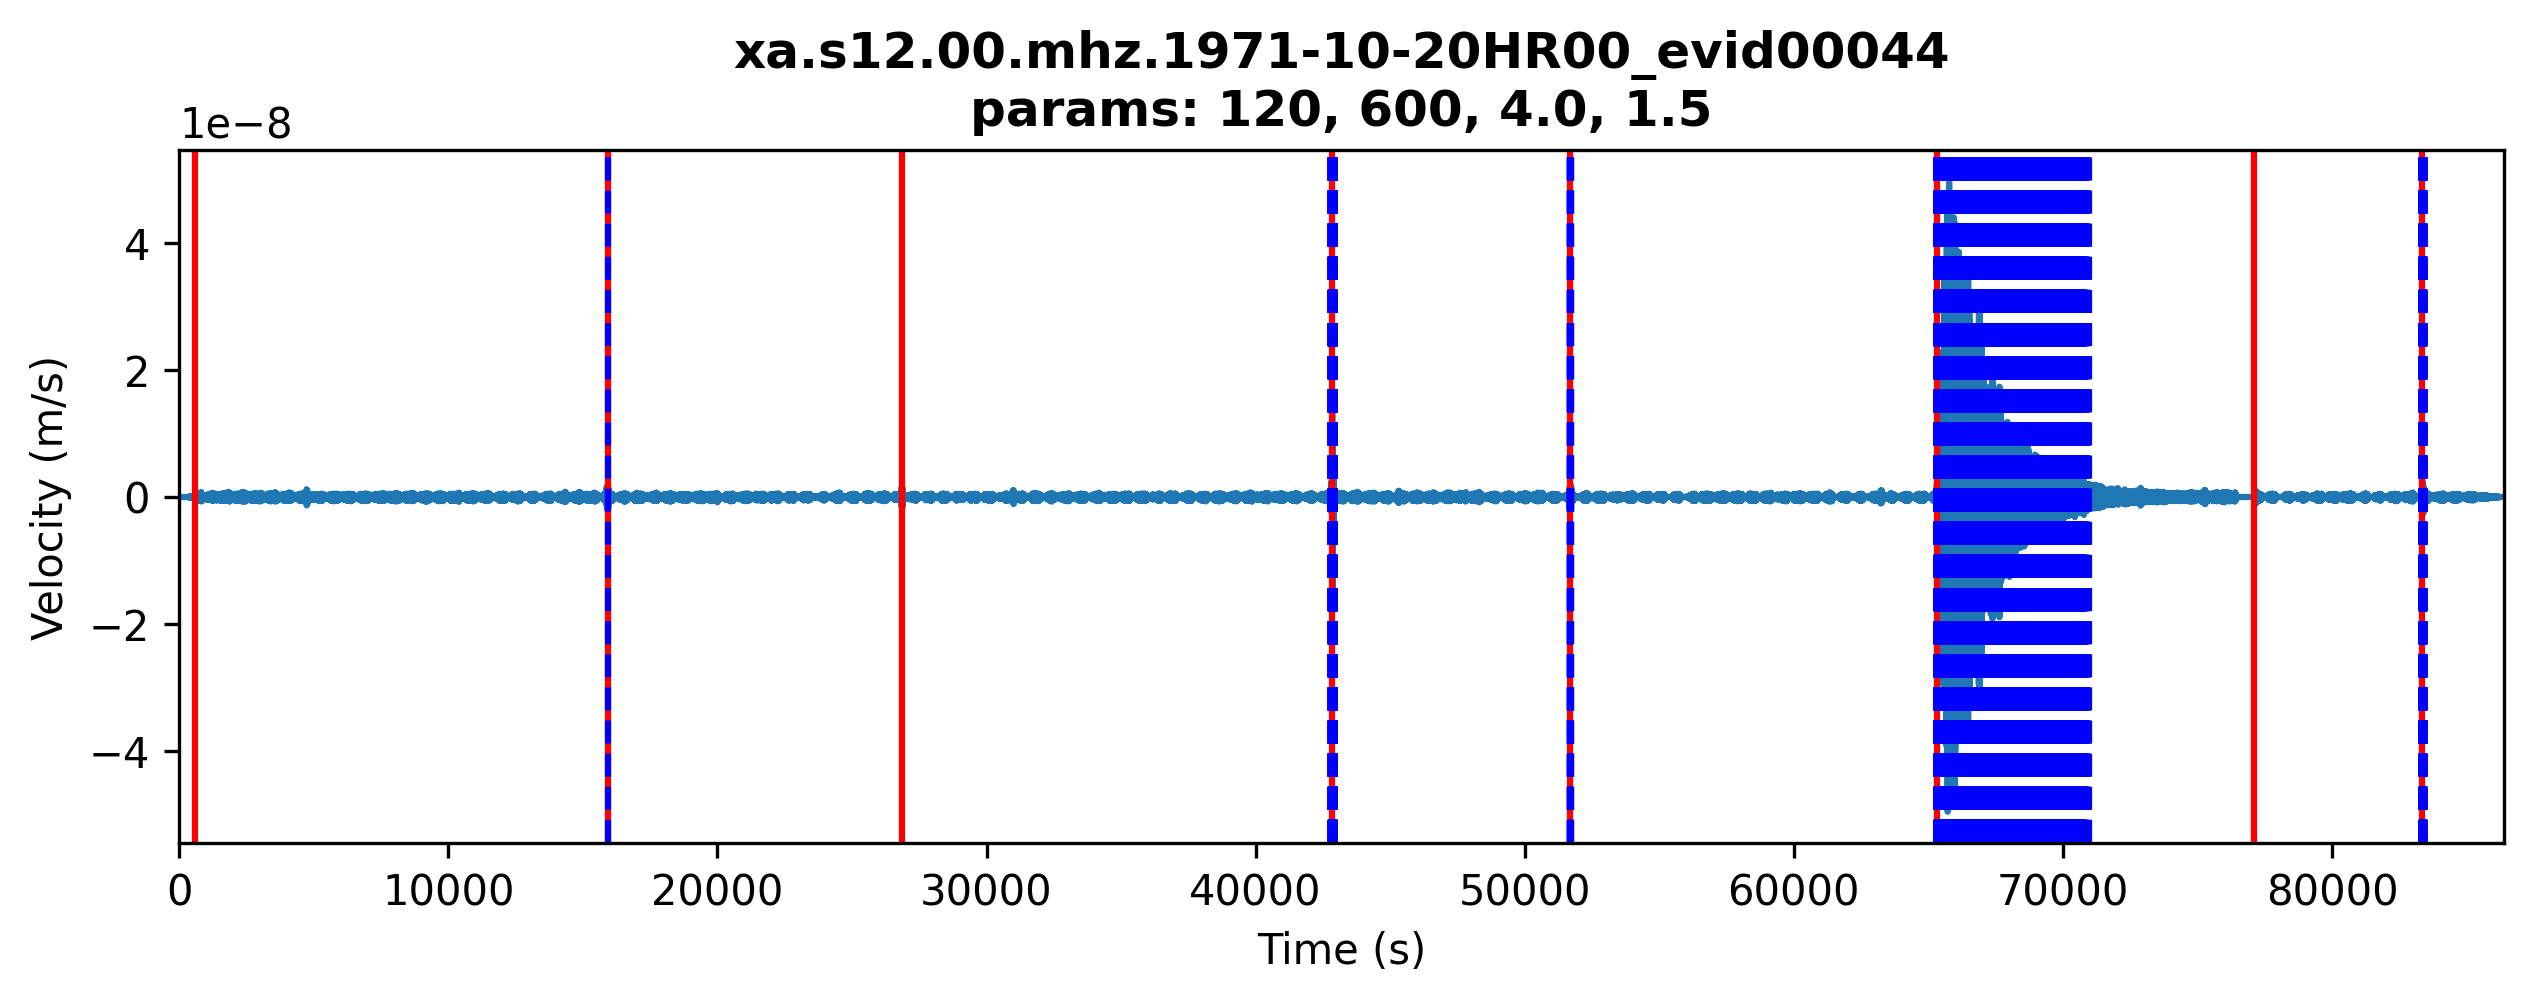 xa.s12.00.mhz.1971-10-20HR00_evid00044
params: 120, 600, 4.0, 1.5
1e−8
4
2
0
−2
−4
Velocity (m/s)
0 10000 20000 30000 40000 50000 60000 70000 80000
Time (s)